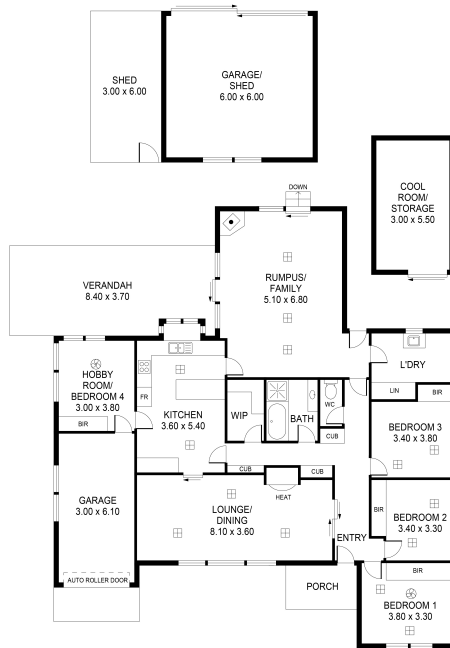 SHED
3.00 x 6.00
GARAGE/
SHED
6.00 x 6.00
COOL
ROOM/
STORAGE
3.00 x 5.50
DOWN
RUMPUS/
FAMILY
5.10 x 6.80
VERANDAH
8.40 x 3.70
HOBBY
ROOM/
BEDROOM 4
3.00 x 3.80
BIR
FR
KITCHEN
3.60 x 5.40
WIP
BATH
WC
CUB
L'DRY
LIN
BIR
BEDROOM 3
3.40 x 3.80
CUB
CUB
HEAT
GARAGE
3.00 x 6.10
AUTO ROLLER DOOR
LOUNGE/
DINING
8.10 x 3.60
ENTRY
BIR
BEDROOM 2
3.40 x 3.30
PORCH
BIR
BEDROOM 1
3.80 x 3.30